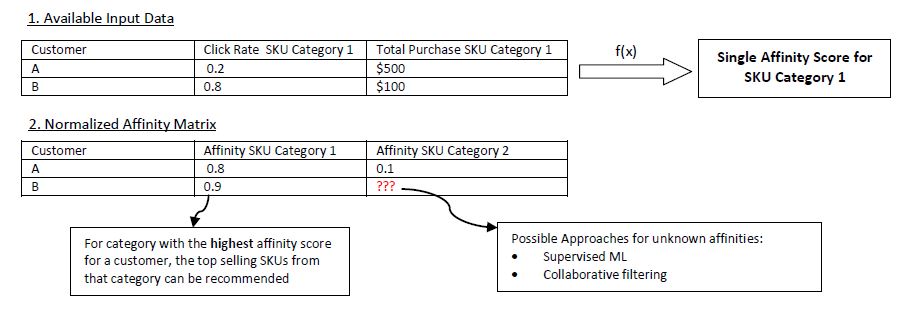 1. Available Input Data
Customer Click Rate SKU Category 1 Total Purchase SKU Category 1
A 0.2 $500
B 0.8 $100
f(x)
Single Affinity Score for
SKU Category 1
2. Normalized Affinity Matrix
Customer Affinity SKU Category 1 Affinity SKU Category 2
A 0.8 0.1
B 0.9 ???
For category with the highest affinity score
for a customer, the top selling SKUs from
that category can be recommended
Possible Approaches for unknown affinities:
• Supervised ML
• Collaborative filtering